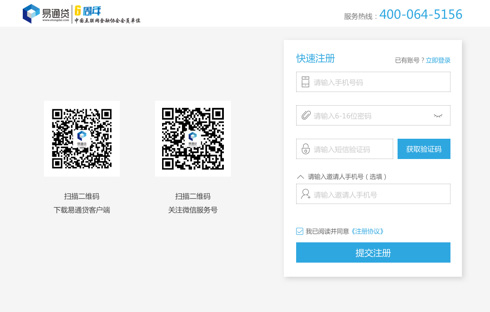 易通贷
6周年
中国互联网金融协会会员单位
服务热线：400-064-5156
快速注册
已有账号？立即登录
请输入手机号码
请输入6-16位密码
请输入短信验证码
获取验证码
请输入邀请人手机号（选填）
请输入邀请人手机号
我已阅读并同意《注册协议》
提交注册
扫描二维码
下载易通贷客户端
扫描二维码
关注微信服务号